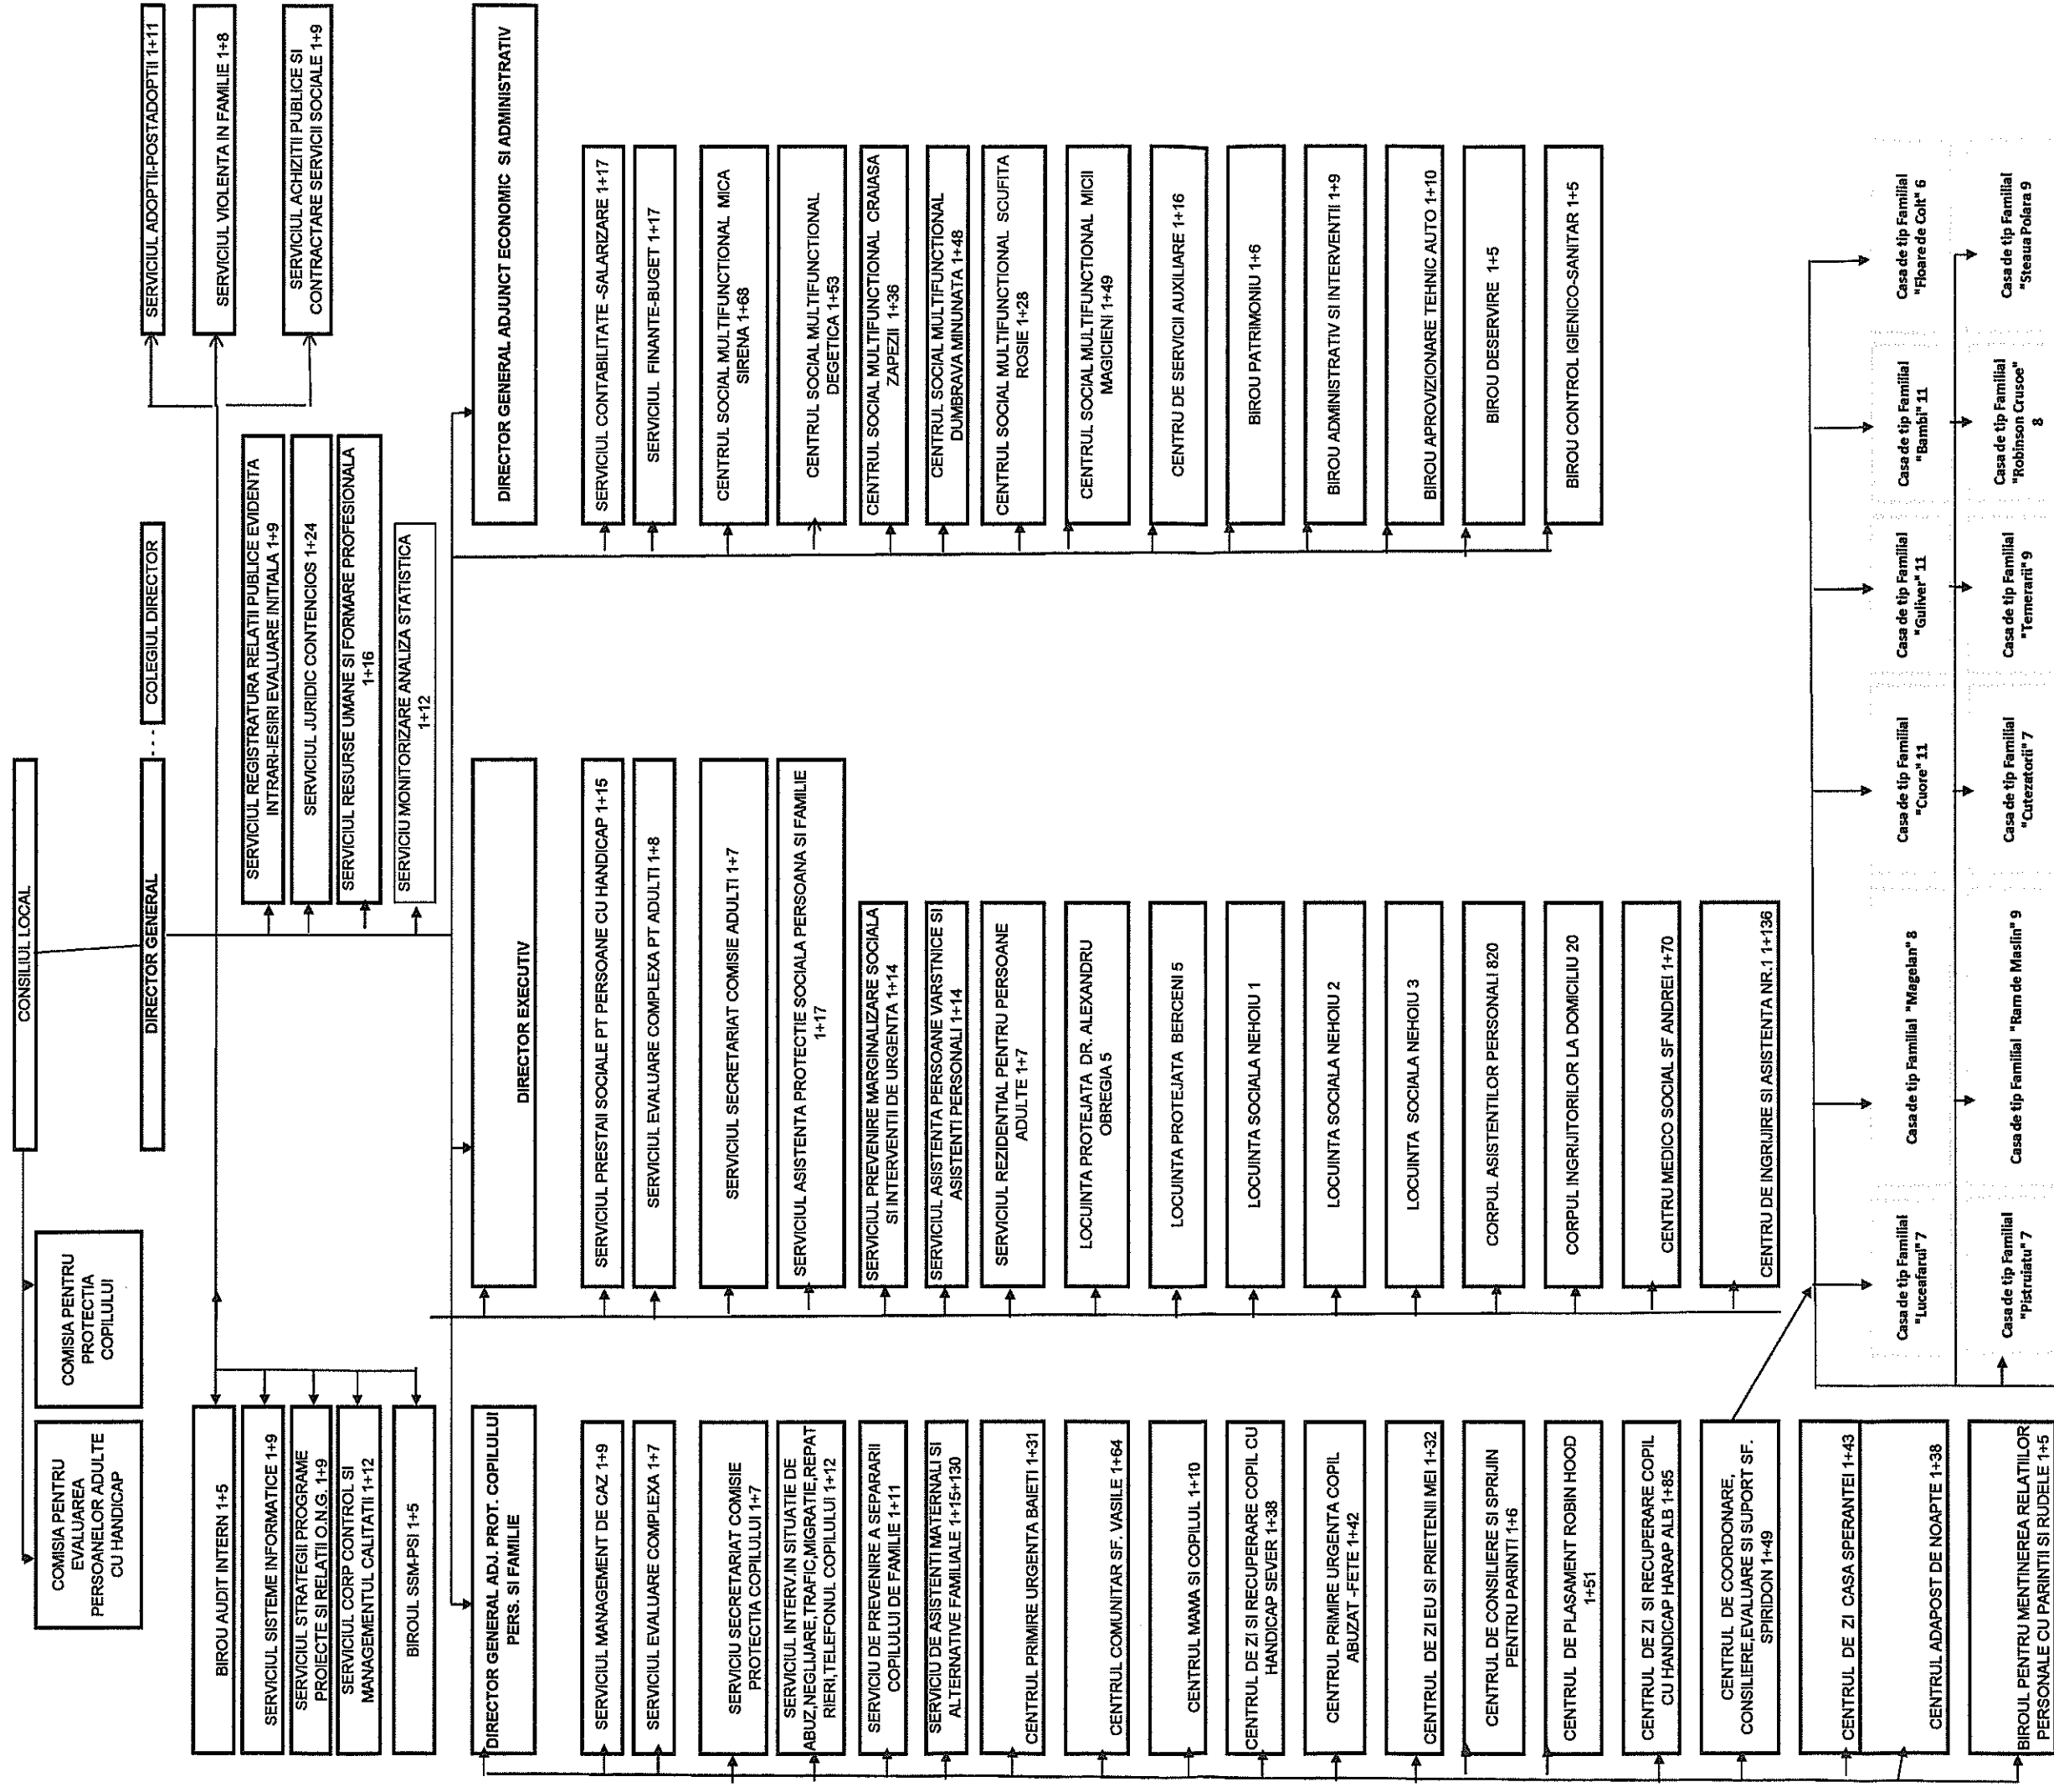 CONSILIUL LOCAL
COMISIA PENTRU
EVALUAREA
PERSOANELOR ADULTE
CU HANDICAP
COMISIA PENTRU
PROTECTIA
COPILULUI
DIRECTOR GENERAL
COLEGIUL DIRECTOR
SERVICIUL ADOPTII-POSTADOPTII 1+11
SERVICIUL VIOLENTA IN FAMILIE 1+8
SERVICIUL ACHIZITII PUBLICE SI
CONTRACTARE SERVICII SOCIALE 1+9
BIROU AUDIT INTERN 1+5
SERVICIUL SISTEME INFORMATICE 1+9
SERVICIUL STRATEGII PROGRAME
PROIECTE SI RELATII O.N.G. 1+9
SERVICIUL CORP CONTROL SI
MANAGEMENTUL CALITATII 1+12
BIROUL SSM-PSI 1+5
SERVICIUL REGISTRATURA RELATII PUBLICE EVIDENTA
INTRARI-IESIRI EVALUARE INITIALA 1+9
SERVICIUL JURIDIC CONTENCIOS 1+24
SERVICIUL RESURSE UMANE SI FORMARE PROFESIONALA
1+16
SERVICIU MONITORIZARE ANALIZA STATISTICA
1+12
DIRECTOR GENERAL ADJ. PROT. COPILULUI
PERS. SI FAMILIE
SERVICIUL MANAGEMENT DE CAZ 1+9
SERVICIUL EVALUARE COMPLEXA 1+7
SERVICIU SECRETARIAT COMISIE
PROTECTIA COPILULUI 1+7
SERVICIUL INTERV.IN SITUATIE DE
ABUZ,NEGLIJARE,TRAFIC,MIGRATIE,REPAT
RIERI,TELEFONUL COPILULUI 1+12
SERVICIU DE PREVENIRE A SEPARARII
COPILULUI DE FAMILIE 1+11
SERVICIU DE ASISTENTI MATERNALI SI
ALTERNATIVE FAMILIALE 1+15+130
CENTRUL PRIMIRE URGENTA BAIETI 1+31
CENTRUL COMUNITAR SF. VASILE 1+64
CENTRUL MAMA SI COPILUL 1+10
CENTRUL DE ZI SI RECUPERARE COPIL CU
HANDICAP SEVER 1+38
CENTRUL PRIMIRE URGENTA COPIL
ABUZAT -FETE 1+42
CENTRUL DE ZI EU SI PRIETENII MEI 1+32
CENTRUL DE CONSILIERE SI SPRIJIN
PENTRU PARINTI 1+6
CENTRUL DE PLASAMENT ROBIN HOOD
1+51
CENTRUL DE ZI SI RECUPERARE COPIL
CU HANDICAP HARAP ALB 1+85
CENTRUL DE COORDONARE,
CONSILIERE,EVALUARE SI SUPORT SF.
SPIRIDON 1+49
CENTRUL DE ZI CASA SPERANTEI 1+43
CENTRUL ADAPOST DE NOAPTE 1+38
BIROUL PENTRU MENTINEREA RELATIILOR
PERSONALE CU PARINTII SI RUDELE 1+5
DIRECTOR EXECUTIV
SERVICIUL PRESTAII SOCIALE PT PERSOANE CU HANDICAP 1+15
SERVICIUL EVALUARE COMPLEXA PT ADULTI 1+8
SERVICIUL SECRETARIAT COMISIE ADULTI 1+7
SERVICIUL ASISTENTA PROTECTIE SOCIALA PERSOANA SI FAMILIE
1+17
SERVICIUL PREVENIRE MARGINALIZARE SOCIALA
SI INTERVENTII DE URGENTA 1+14
SERVICIUL ASISTENTA PERSOANE VARSTNICE SI
ASISTENTI PERSONALI 1+14
SERVICIUL REZIDENTIAL PENTRU PERSOANE
ADULTE 1+7
LOCUINTA PROTEJATA DR. ALEXANDRU
OBREGIA 5
LOCUINTA PROTEJATA BERCENI 5
LOCUINTA SOCIALA NEHOIU 1
LOCUINTA SOCIALA NEHOIU 2
LOCUINTA SOCIALA NEHOIU 3
CORPUL ASISTENTILOR PERSONALI 820
CORPUL INGRIJITORILOR LA DOMICILIU 20
CENTRU MEDICO SOCIAL SF ANDREI 1+70
CENTRU DE INGRIJIRE SI ASISTENTA NR.1 1+136
DIRECTOR GENERAL ADJUNCT ECONOMIC SI ADMINISTRATIV
SERVICIUL CONTABILITATE -SALARIZARE 1+17
SERVICIUL FINANTE-BUGET 1+17
CENTRUL SOCIAL MULTIFUNCTIONAL MICA
SIRENA 1+68
CENTRUL SOCIAL MULTIFUNCTIONAL
DEGETICA 1+53
CENTRUL SOCIAL MULTIFUNCTIONAL CRAIASA
ZAPEZII 1+36
CENTRUL SOCIAL MULTIFUNCTIONAL
DUMBRAVA MINUNATA 1+48
CENTRUL SOCIAL MULTIFUNCTIONAL SCUFITA
ROSIE 1+28
CENTRUL SOCIAL MULTIFUNCTIONAL MICII
MAGICIENI 1+49
CENTRU DE SERVICII AUXILIARE 1+16
BIROU PATRIMONIU 1+6
BIROU ADMINISTRATIV SI INTERVENTII 1+9
BIROU APROVIZIONARE TEHNIC AUTO 1+10
BIROU DESERVIRE 1+5
BIROU CONTROL IGIENICO-SANITAR 1+5
Casa de tip Familial
"Luceafarul" 7
Casa de tip Familial "Magelan" 8
Casa de tip Familial
"Cuore" 11
Casa de tip Familial
"Guliver" 11
Casa de tip Familial
"Bambi" 11
Casa de tip Familial
"Floare de Colt" 6
Casa de tip Familial
"Pistruiatu" 7
Casa de tip Familial "Ram de Maslin" 9
Casa de tip Familial
"Cutezatorii" 7
Casa de tip Familial
"Temerarii" 9
Casa de tip Familial
"Robinson Crusoe"
8
Casa de tip Familial
"Steaua Polara 9